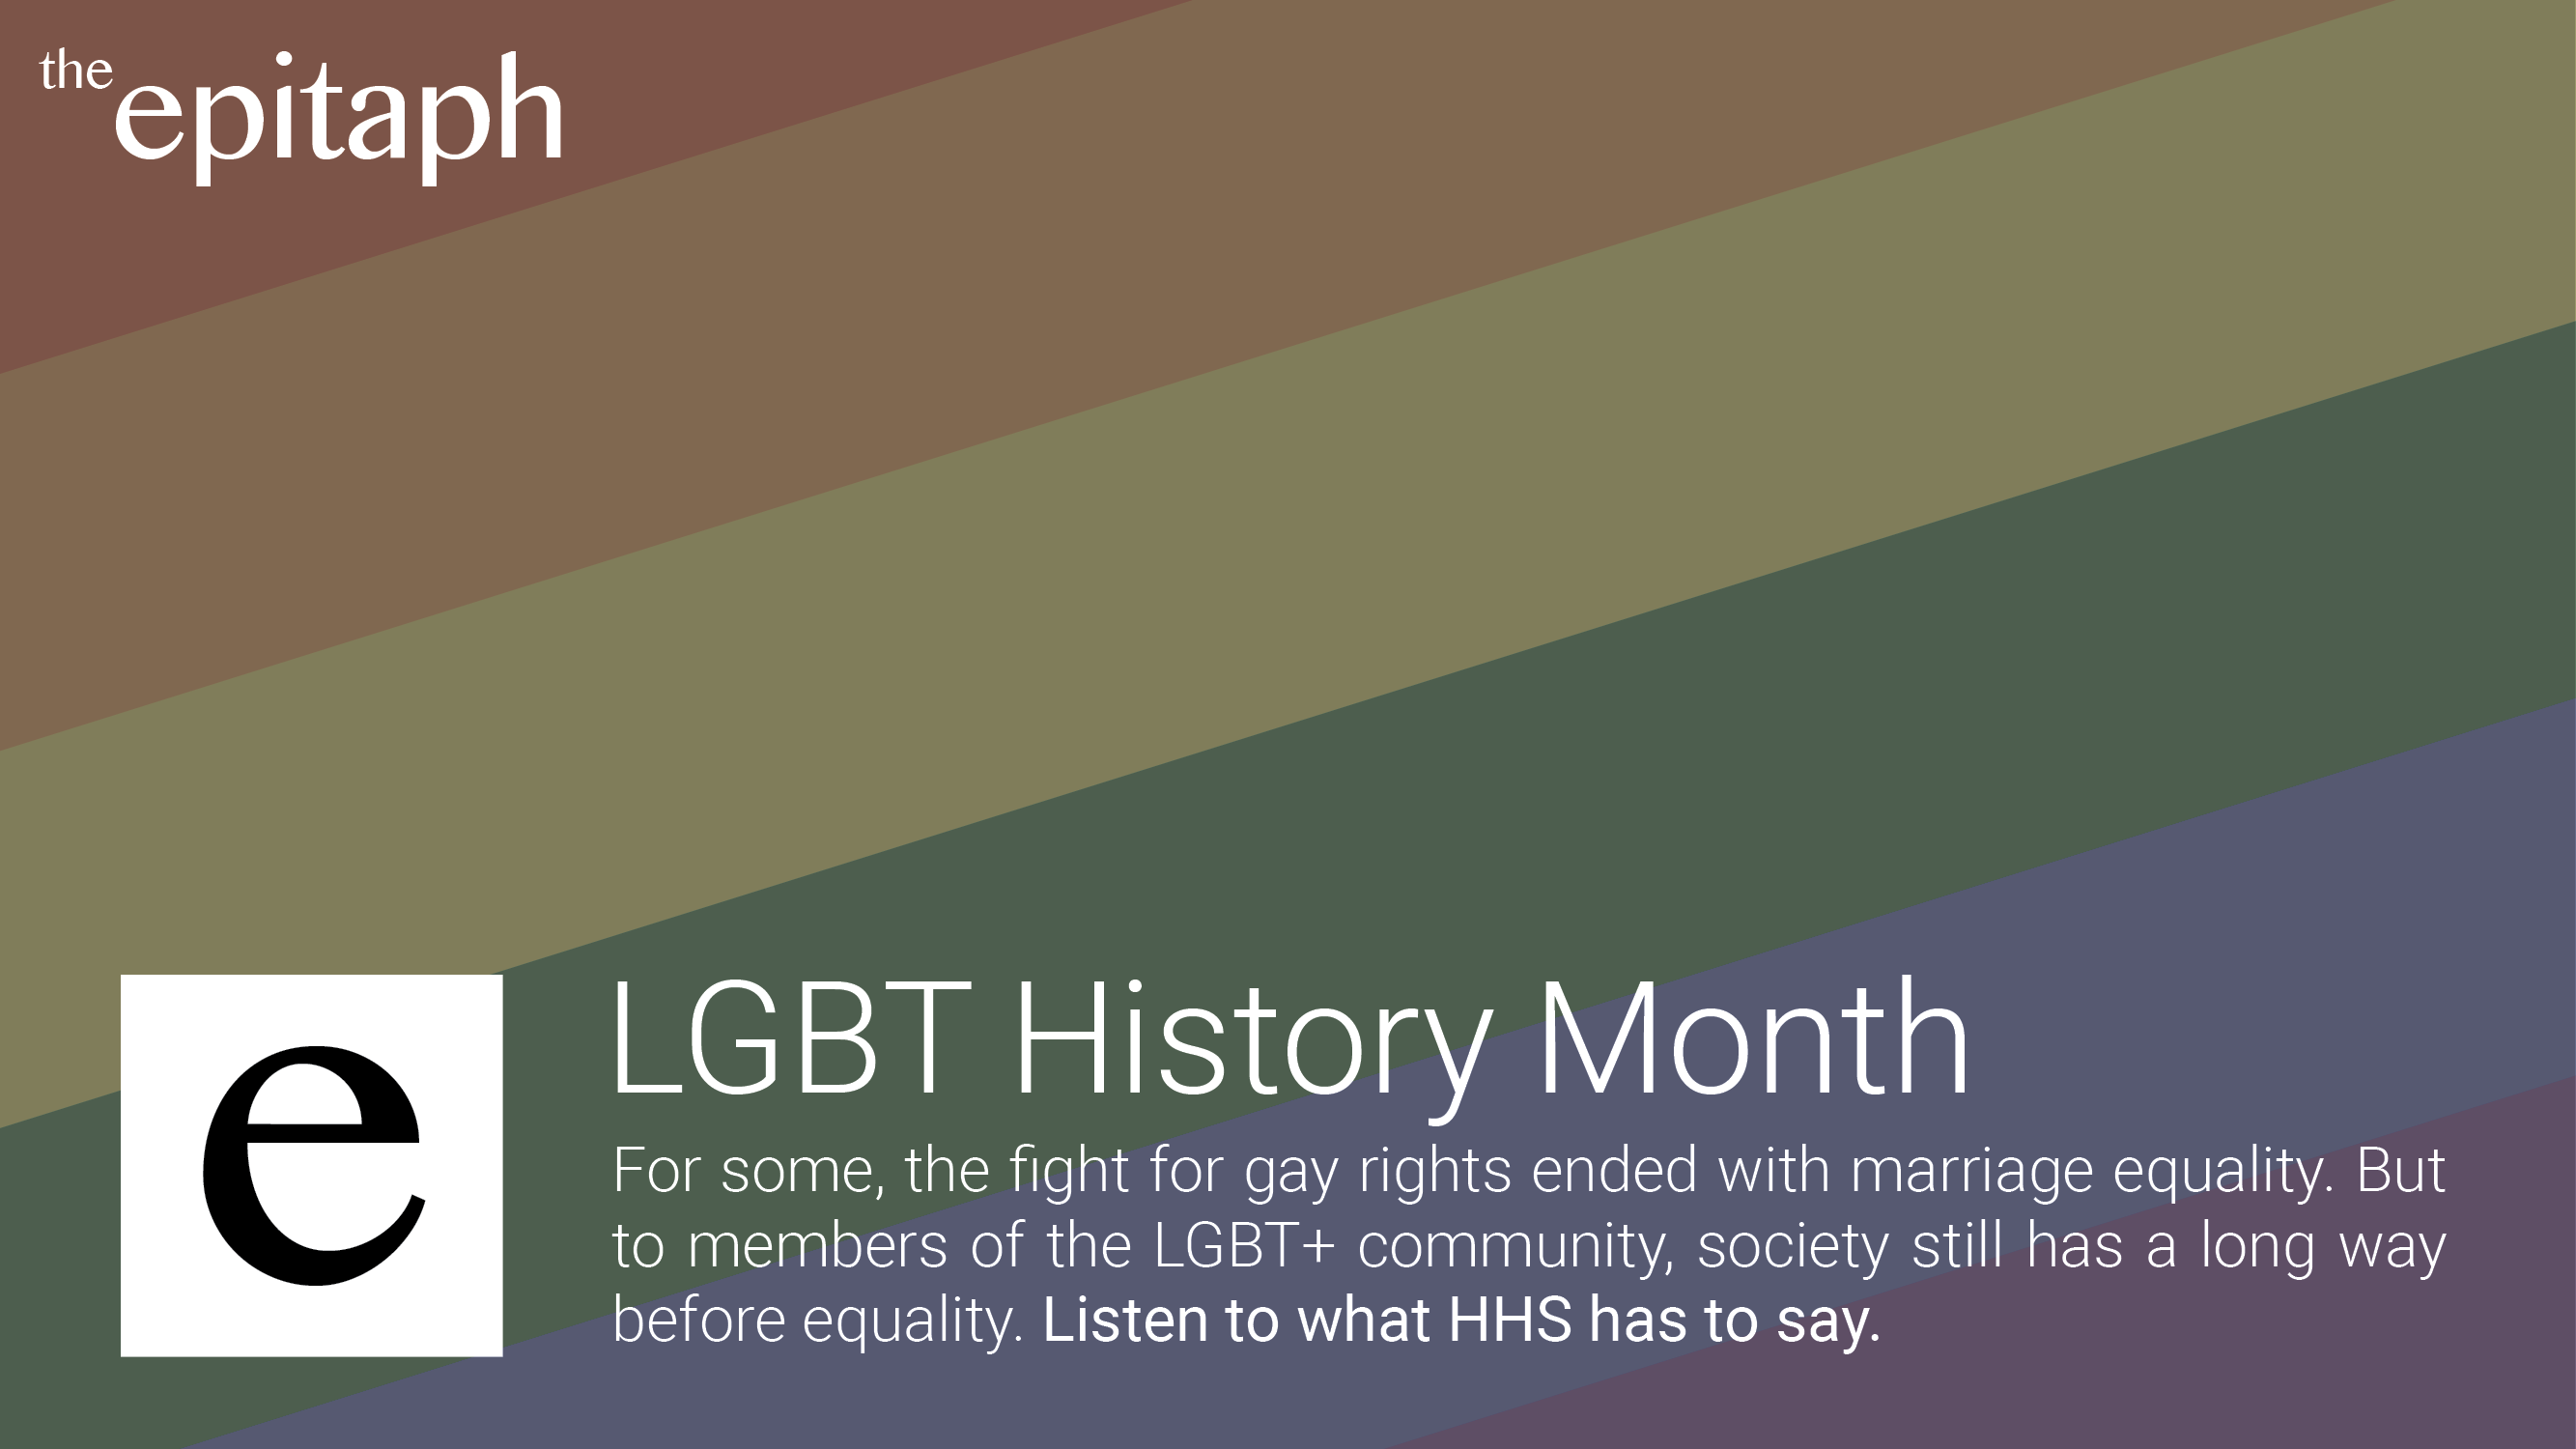 the epitaph
e
LGBT History Month
For some, the fight for gay rights ended with marriage equality. But
to members of the LGBT+ community, society still has a long way
before equality. Listen to what HHS has to say.